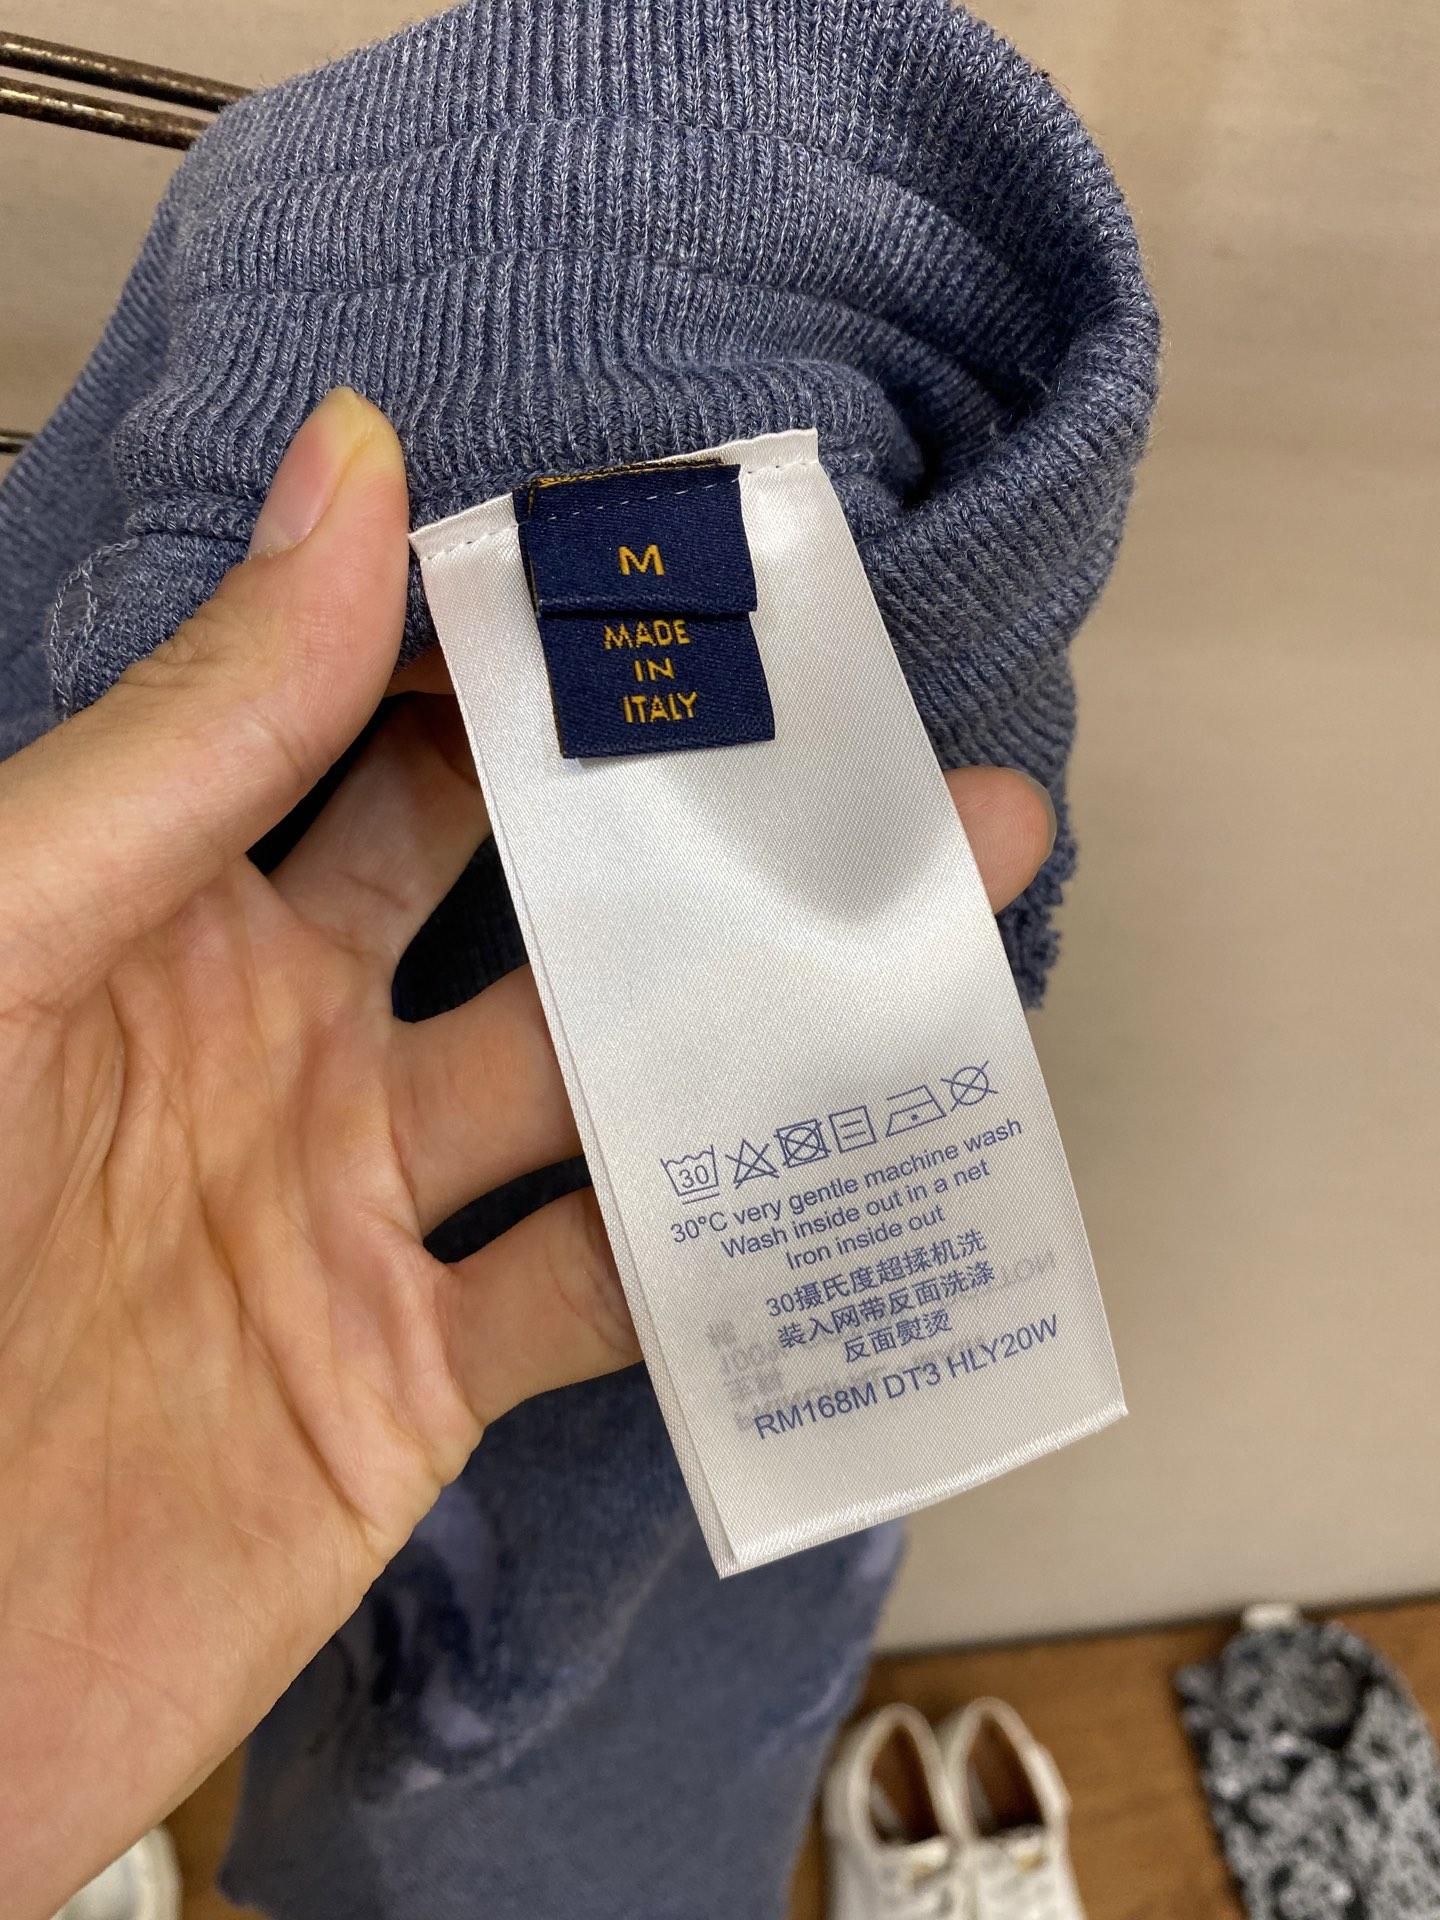 M
MADE
IN
ITALY
30
30°C very gentle machine wash
Wash inside out in a net
Iron inside out
30摄氏度超揉机洗
装入网带反面洗涤
反面熨烫
RM168M DT3 HLY20W